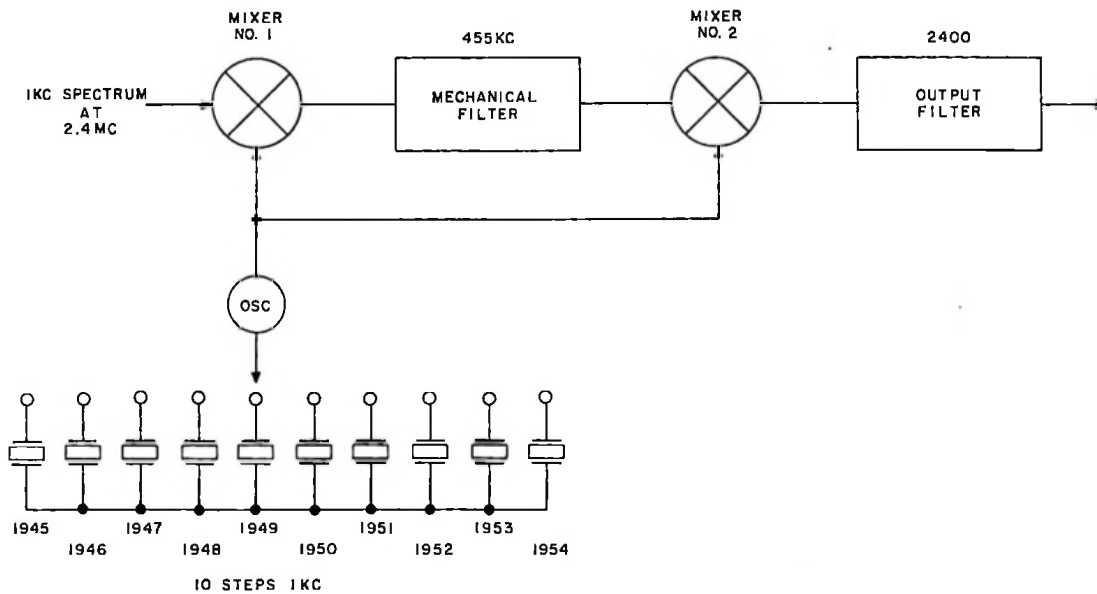 MIXER
NO. 1
455KC
MIXER
NO. 2
2400
1KC SPECTRUM
AT
2.4MC
MECHANICAL
FILTER
OUTPUT
FILTER
OSC
1945
1946
1947
1948
1949
1950
1951
1952
1953
1954
10 STEPS 1KC